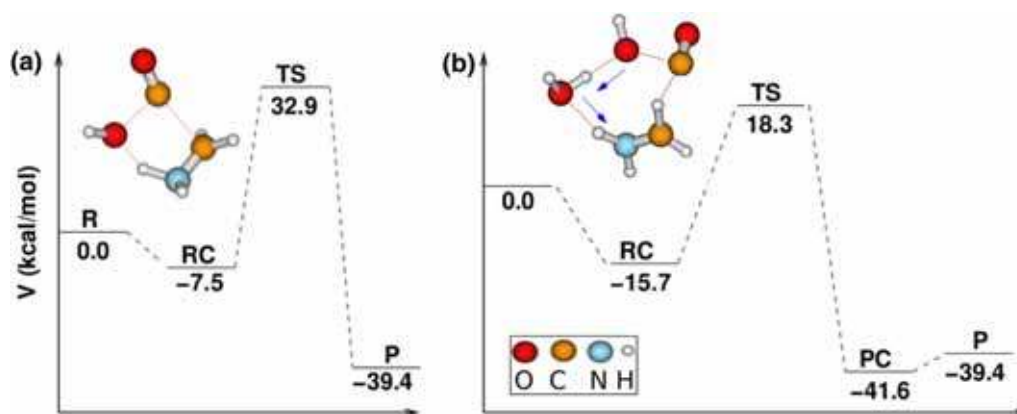 (a)
V (kcal/mol)
R
0.0
RC
−7.5
TS
32.9
P
−39.4
(b)
0.0
RC
−15.7
TS
18.3
PC
−41.6
P
−39.4
O C N H